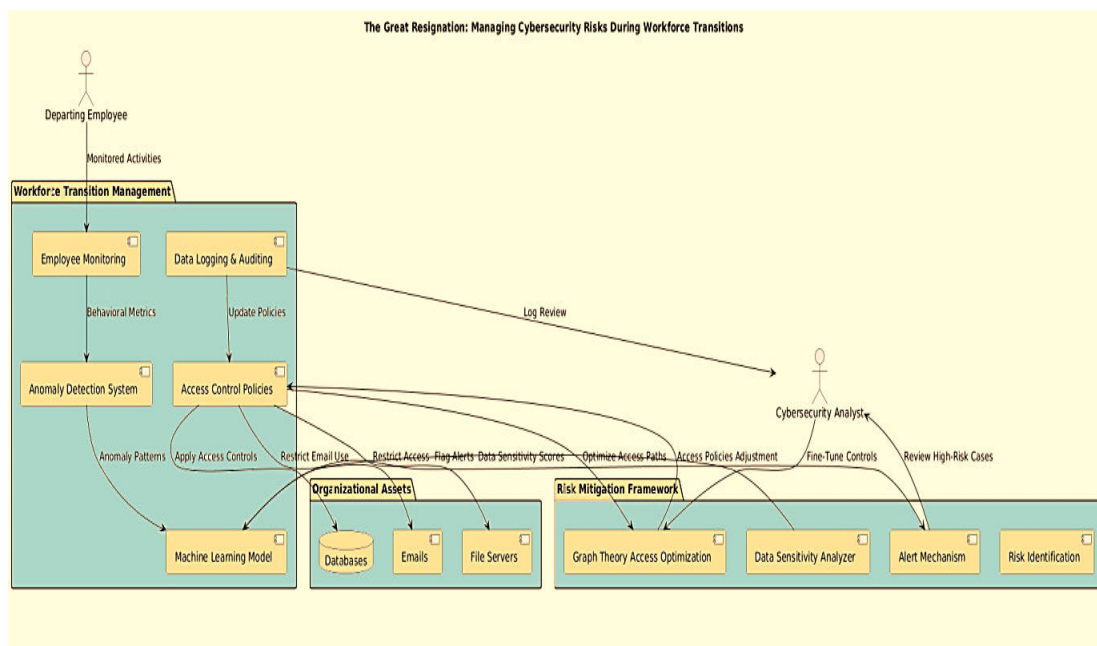 The Great Resignation: Managing Cybersecurity Risks During Workforce Transitions
Departing Employee
Monitored Activities
Workforce Transition Management
Employee Monitoring
Data Logging & Auditing
Behavioral Metrics
Update Policies
Log Review
Anomaly Detection System
Access Control Policies
Cybersecurity Analyst
Anomaly Patterns
Apply Access Controls
Restrict Email Use
Restrict Access
Flag Alerts
Data Sensitivity Scores
Optimize Access Paths
Access Policies Adjustment
Fine-Tune Controls
Review High-Risk Cases
Organizational Assets
Risk Mitigation Framework
Machine Learning Model
Databases
Emails
File Servers
Graph Theory Access Optimization
Data Sensitivity Analyzer
Alert Mechanism
Risk Identification